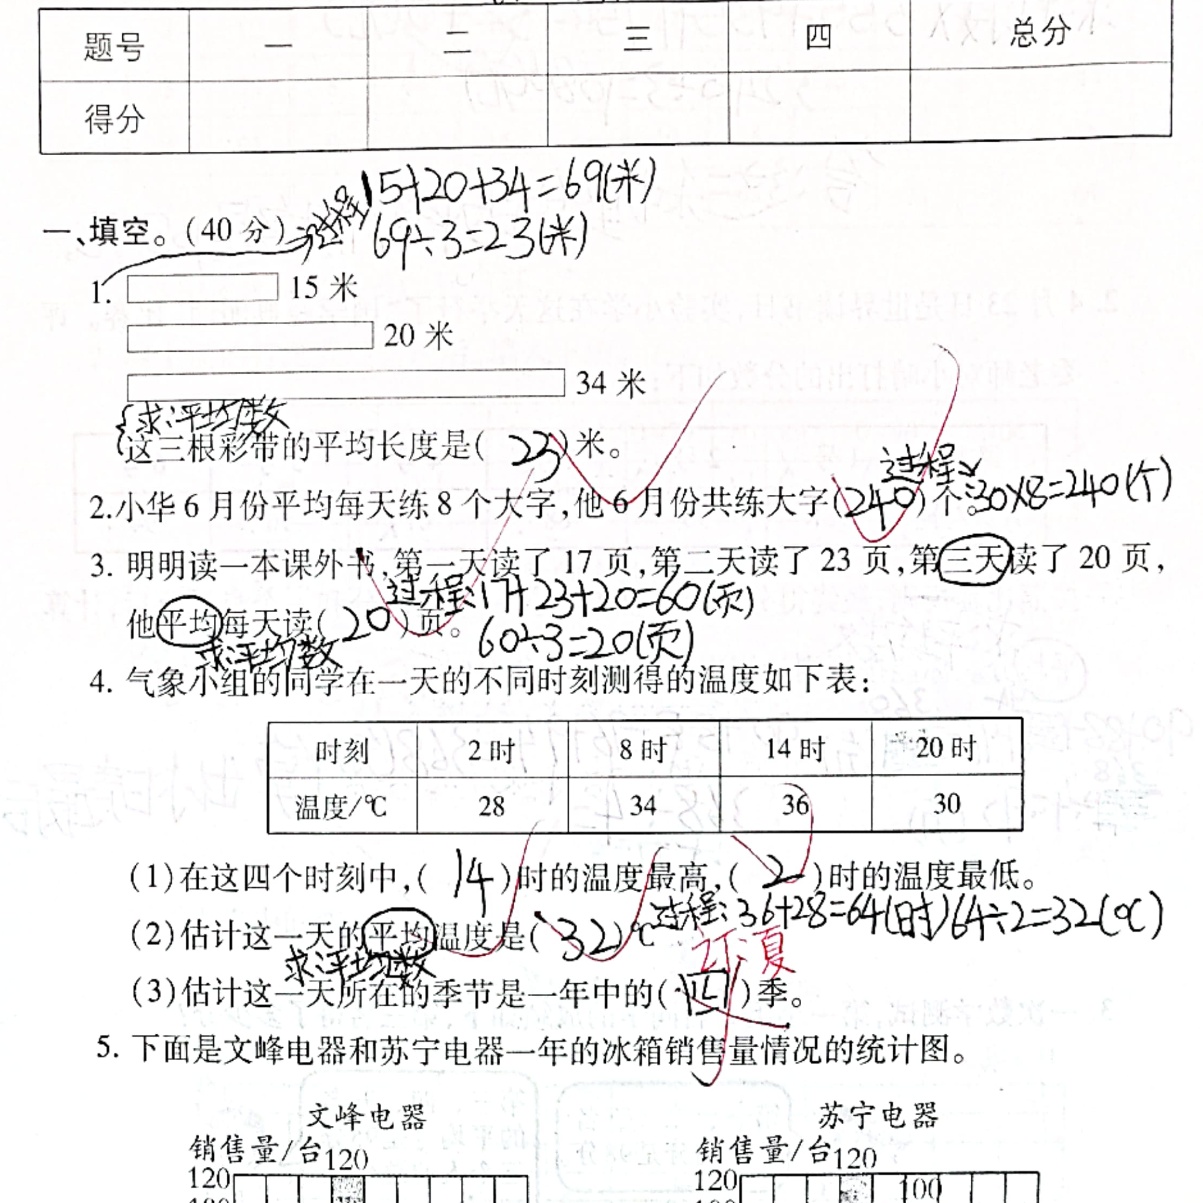 题号 一 二 三 四 总分
得分
15+20+34=69(米)
一、填空。(40分) 过程 69÷3=23(米)
1. 15米
20米
34米
求:平均数
这三根彩带的平均长度是( 23 )米。
过程:
2.小华6月份平均每天练8个大字,他6月份共练大字(240)个。30×8=240(个)
3. 明明读一本课外书,第一天读了17页,第二天读了23页,第三天读了20页,
过程:17+23+20=60(页)
他平均每天读( 20 )页。 60÷3=20(页)
求:平均数
4. 气象小组的同学在一天的不同时刻测得的温度如下表:
时刻 2时 8时 14时 20时
温度/℃ 28 34 36 30
(1)在这四个时刻中,( 14 )时的温度最高,( 2 )时的温度最低。
过程:36+28=64(时)64÷2=32(℃)
(2)估计这一天的平均温度是( 32 )℃
求:平均数
订:夏
(3)估计这一天所在的季节是一年中的( 四 )季。
5. 下面是文峰电器和苏宁电器一年的冰箱销售量情况的统计图。
文峰电器 苏宁电器
销售量/台 120 销售量/台 120
120 120 100